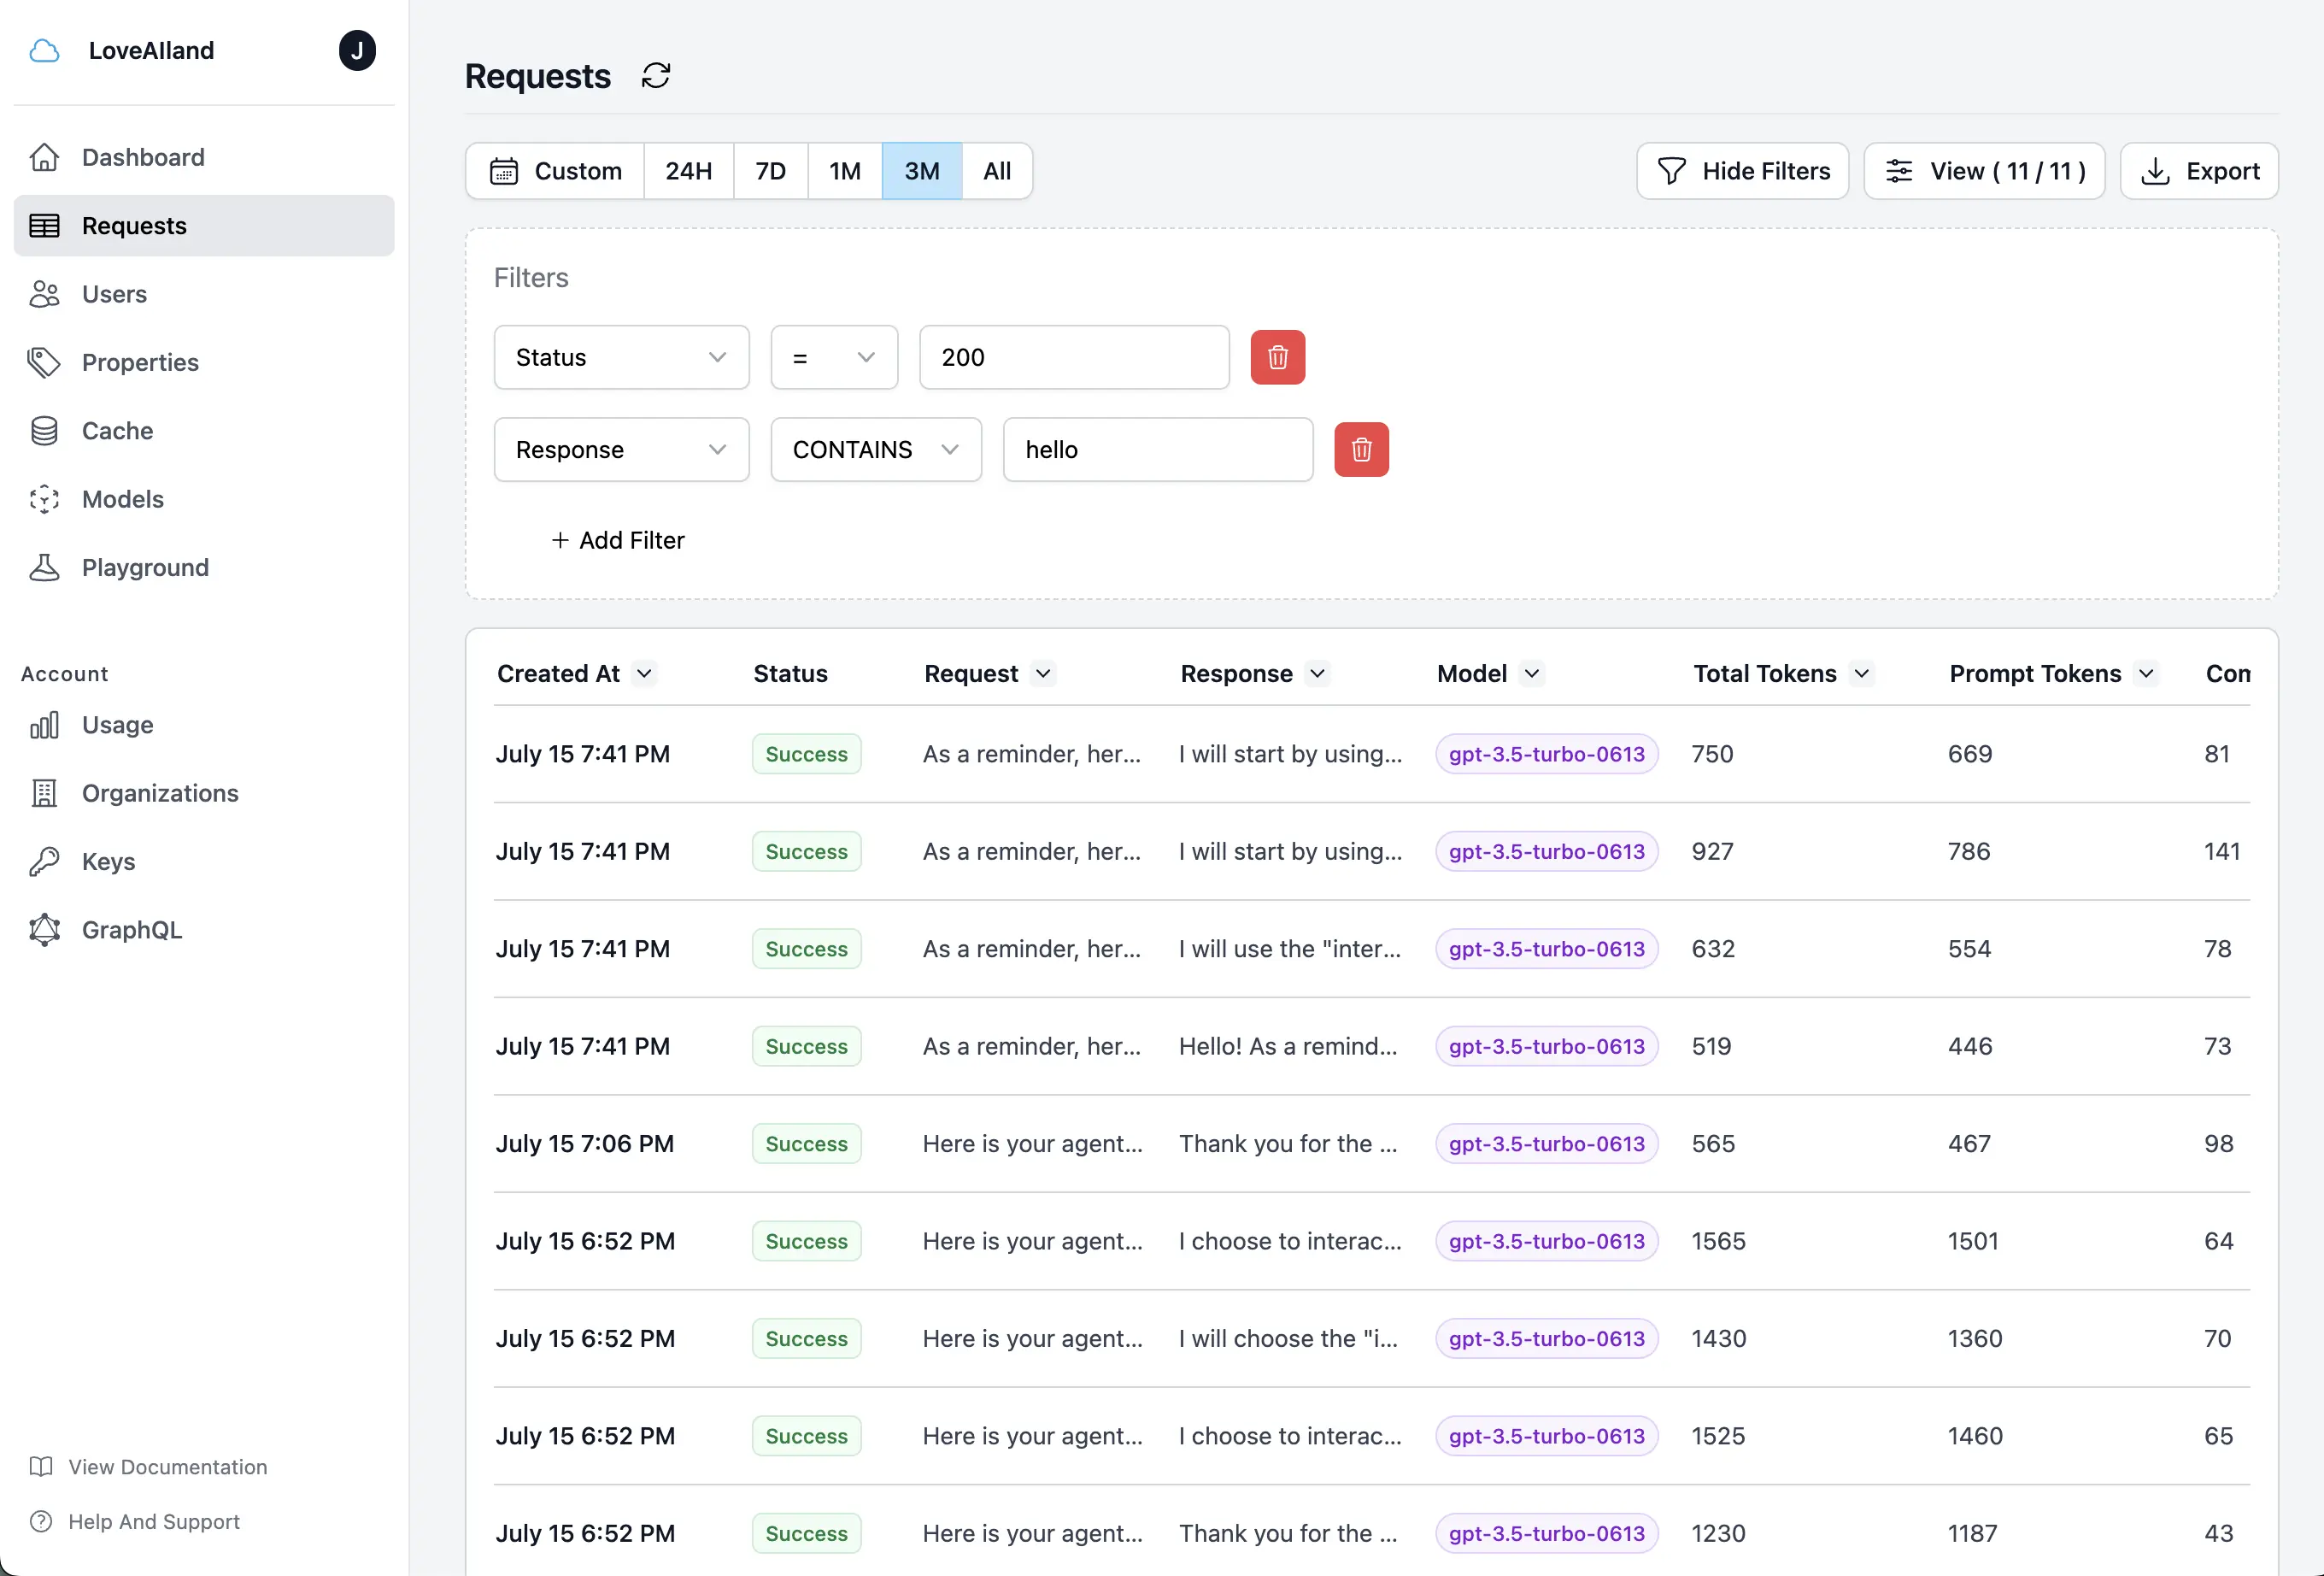 LoveAIland J
Dashboard
Requests
Users
Properties
Cache
Models
Playground
Account
Usage
Organizations
Keys
GraphQL
View Documentation
Help And Support
Requests
Custom 24H 7D 1M 3M All Hide Filters View ( 11 / 11 ) Export
Filters
Status = 200
Response CONTAINS hello
+ Add Filter
Created At Status Request Response Model Total Tokens Prompt Tokens Com
July 15 7:41 PM Success As a reminder, her... I will start by using... gpt-3.5-turbo-0613 750 669 81
July 15 7:41 PM Success As a reminder, her... I will start by using... gpt-3.5-turbo-0613 927 786 141
July 15 7:41 PM Success As a reminder, her... I will use the "inter... gpt-3.5-turbo-0613 632 554 78
July 15 7:41 PM Success As a reminder, her... Hello! As a remind... gpt-3.5-turbo-0613 519 446 73
July 15 7:06 PM Success Here is your agent... Thank you for the ... gpt-3.5-turbo-0613 565 467 98
July 15 6:52 PM Success Here is your agent... I choose to interac... gpt-3.5-turbo-0613 1565 1501 64
July 15 6:52 PM Success Here is your agent... I will choose the "i... gpt-3.5-turbo-0613 1430 1360 70
July 15 6:52 PM Success Here is your agent... I choose to interac... gpt-3.5-turbo-0613 1525 1460 65
July 15 6:52 PM Success Here is your agent... Thank you for the ... gpt-3.5-turbo-0613 1230 1187 43